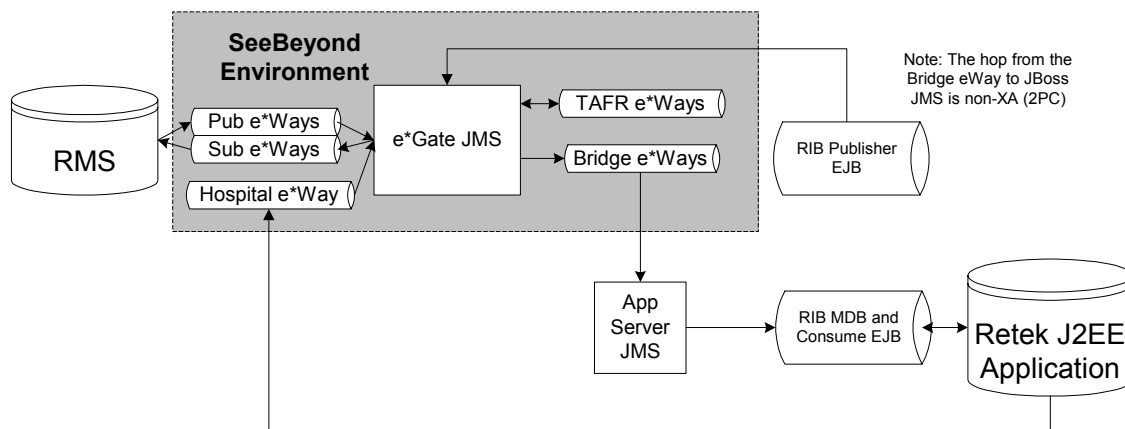 SeeBeyond
Environment
Note: The hop from the
Bridge eWay to JBoss
JMS is non-XA (2PC)
RMS
Pub e*Ways
Sub e*Ways
Hospital e*Way
e*Gate JMS
TAFR e*Ways
Bridge e*Ways
RIB Publisher
EJB
App
Server
JMS
RIB MDB and
Consume EJB
Retek J2EE
Application